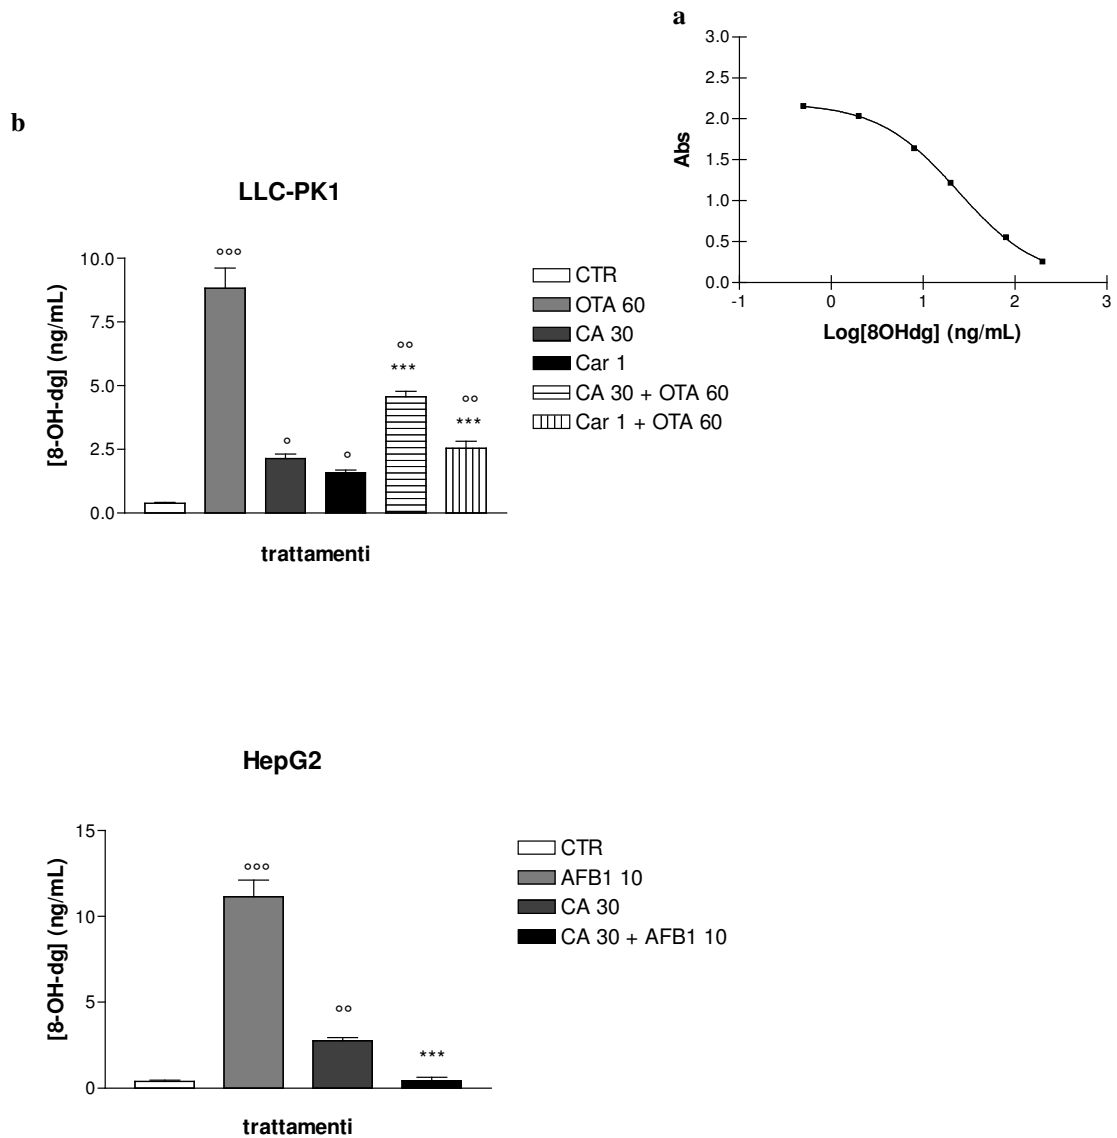 a
3.0
2.5
2.0
1.5
1.0
0.5
0.0
-1 0 1 2 3
Abs
Log[8OHdg] (ng/mL)
b
LLC-PK1
[8-OH-dg] (ng/mL)
10.0
7.5
5.0
2.5
0.0
°°°
°
°
°°
***
°°
***
trattamenti
CTR
OTA 60
CA 30
Car 1
CA 30 + OTA 60
Car 1 + OTA 60
HepG2
[8-OH-dg] (ng/mL)
15
10
5
0
°°°
°°
***
trattamenti
CTR
AFB1 10
CA 30
CA 30 + AFB1 10